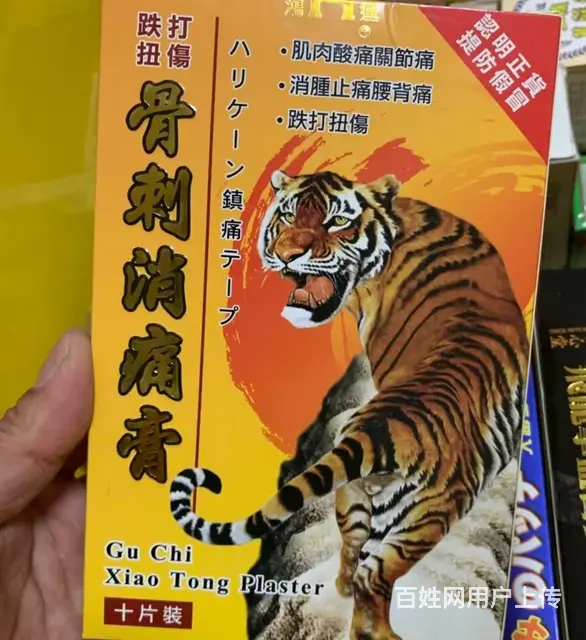 跌打
扭傷
骨刺消痛膏
ハリケーン鎮痛テープ
•肌肉酸痛關節痛
•消腫止痛腰背痛
•跌打扭傷
認明正貨
提防假冒
Gu Chi
Xiao Tong Plaster
十片裝
百姓网用户上传